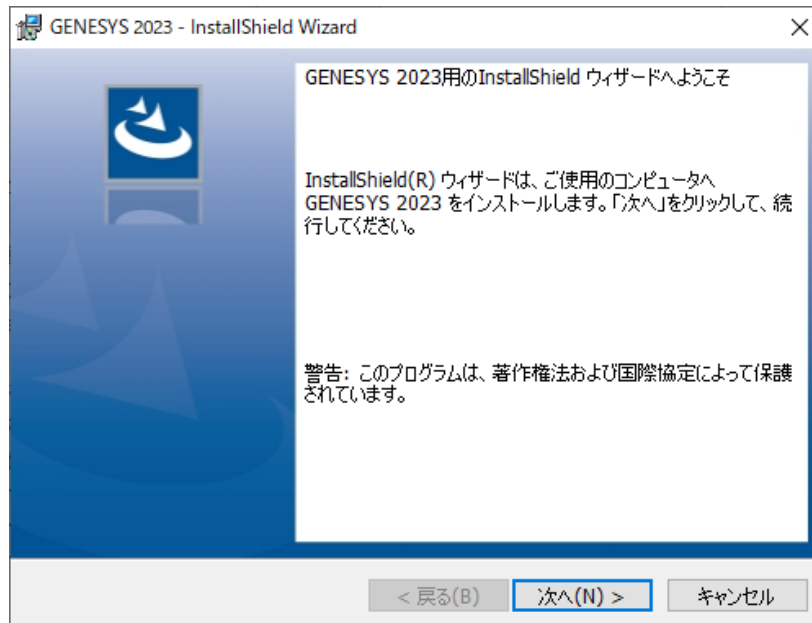 GENESYS 2023 - InstallShield Wizard
GENESYS 2023用のInstallShield ウィザードへようこそ
InstallShield(R) ウィザードは、ご使用のコンピュータへ
GENESYS 2023 をインストールします。「次へ」をクリックして、続
行してください。
警告: このプログラムは、著作権法および国際協定によって保護
されています。
< 戻る(B)
次へ(N) >
キャンセル